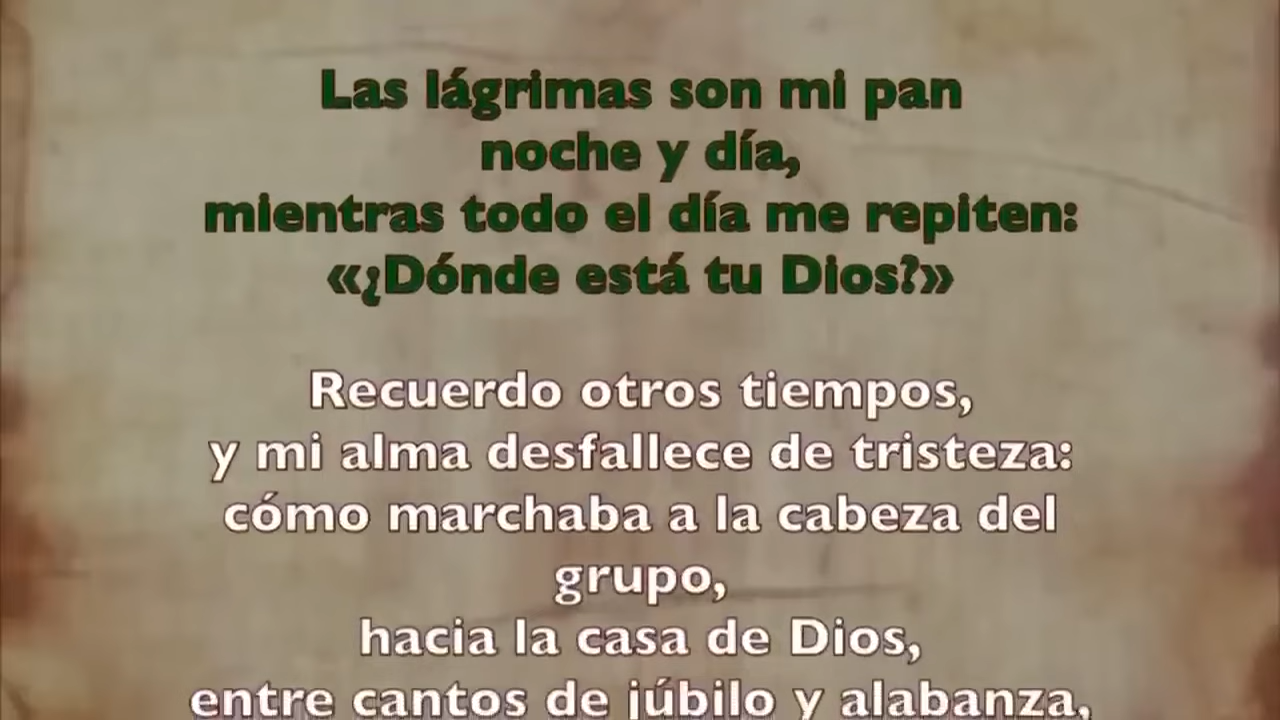 Las lágrimas son mi pan
noche y día,
mientras todo el día me repiten:
«¿Dónde está tu Dios?»
Recuerdo otros tiempos,
y mi alma desfallece de tristeza:
cómo marchaba a la cabeza del
grupo,
hacia la casa de Dios,
entre cantos de júbilo y alabanza,